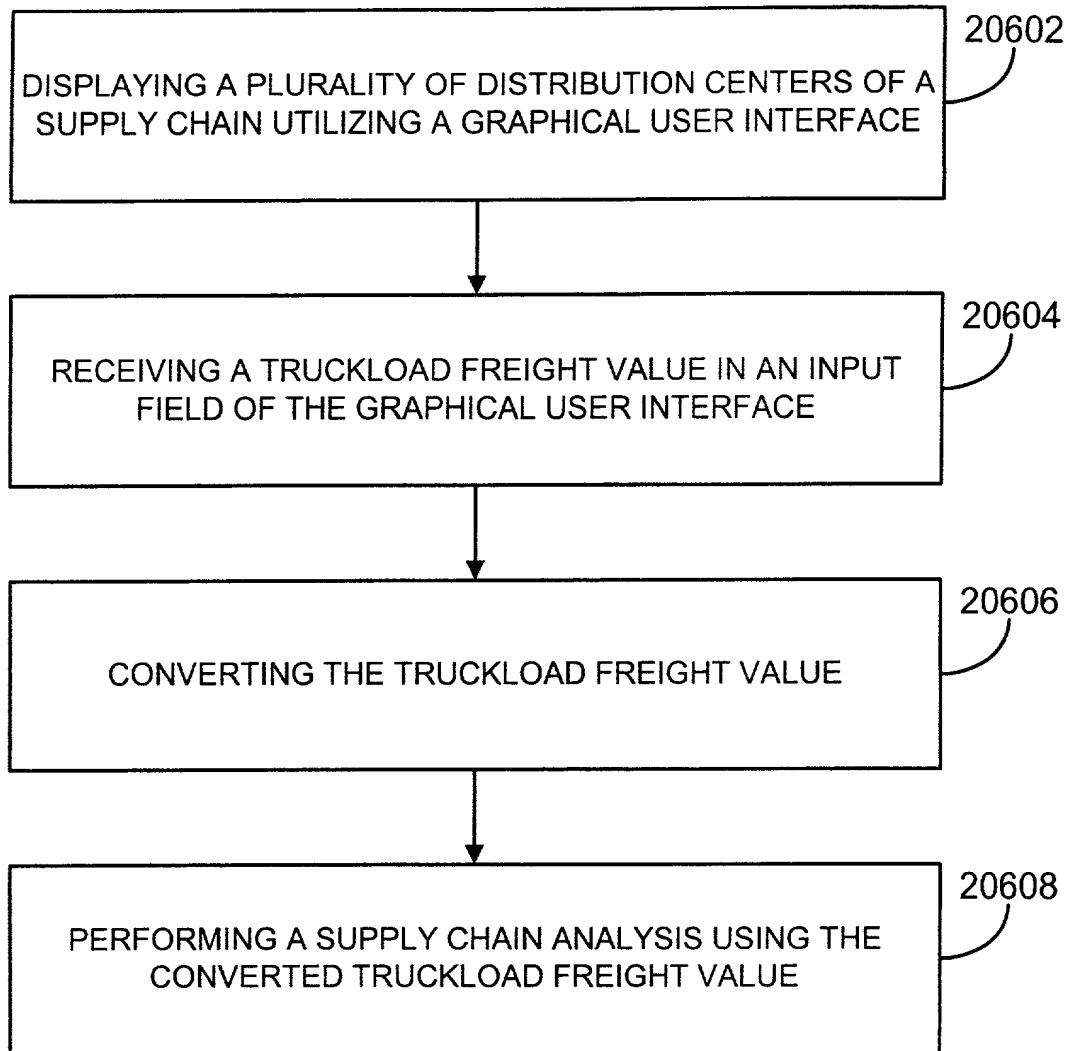 20602
DISPLAYING A PLURALITY OF DISTRIBUTION CENTERS OF A
SUPPLY CHAIN UTILIZING A GRAPHICAL USER INTERFACE
20604
RECEIVING A TRUCKLOAD FREIGHT VALUE IN AN INPUT
FIELD OF THE GRAPHICAL USER INTERFACE
20606
CONVERTING THE TRUCKLOAD FREIGHT VALUE
20608
PERFORMING A SUPPLY CHAIN ANALYSIS USING THE
CONVERTED TRUCKLOAD FREIGHT VALUE